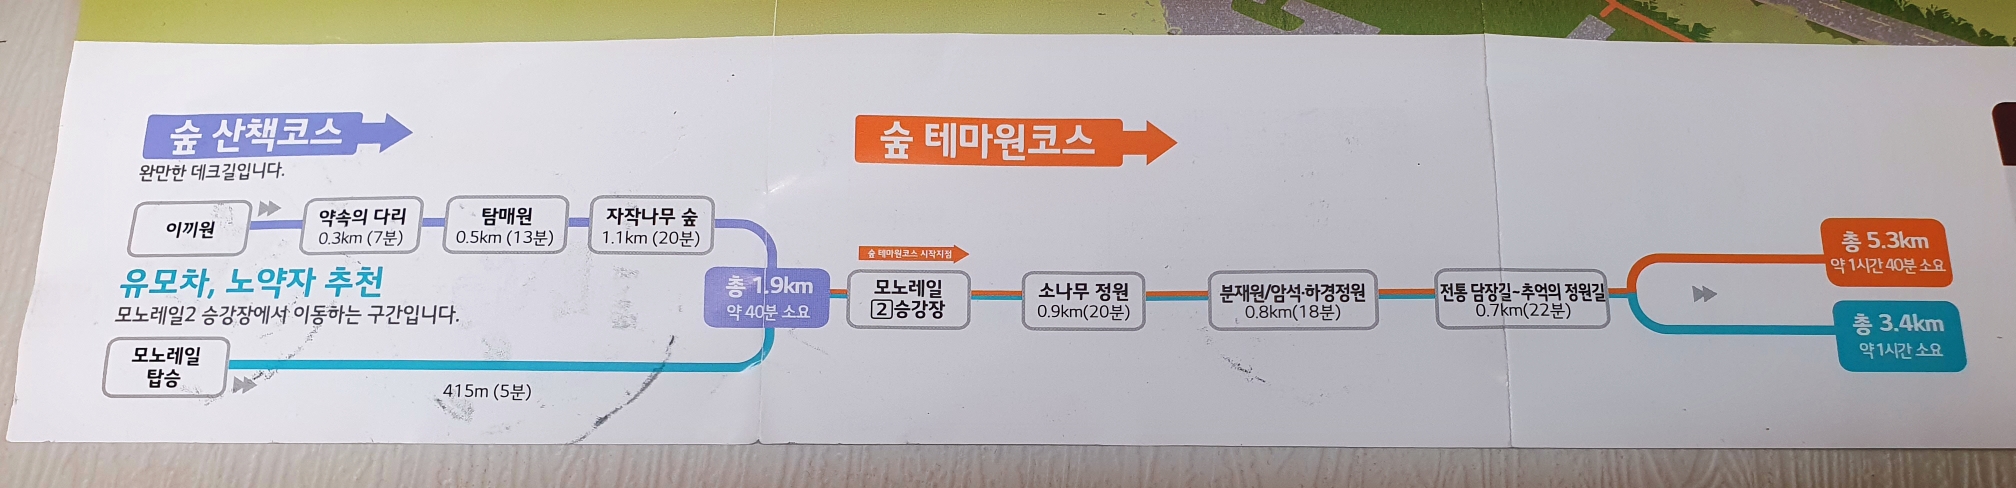 숲 산책코스
완만한 데크길입니다.
이끼원
약속의 다리
0.3km (7분)
탐매원
0.5km (13분)
자작나무 숲
1.1km (20분)
유모차, 노약자 추천
모노레일2 승강장에서 이동하는 구간입니다.
모노레일
탑승
415m (5분)
총 1.9km
약 40분 소요
숲 테마원코스
숲 테마원코스 시작지점
모노레일
2승강장
소나무 정원
0.9km(20분)
분재원/암석·하경정원
0.8km(18분)
전통 담장길~추억의 정원길
0.7km(22분)
총 5.3km
약 1시간 40분 소요
총 3.4km
약 1시간 소요